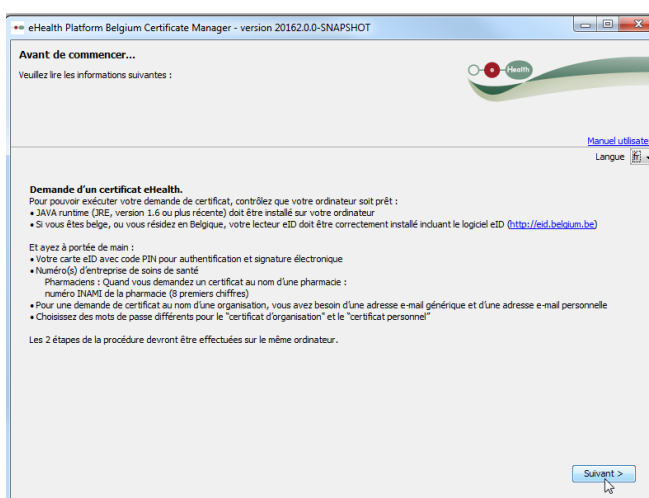 eHealth Platform Belgium Certificate Manager - version 20162.0.0-SNAPSHOT
Avant de commencer...
Veuillez lire les informations suivantes :
Health
Manuel utilisate
Langue fr
Demande d'un certificat eHealth.
Pour pouvoir exécuter votre demande de certificat, contrôlez que votre ordinateur soit prêt :
• JAVA runtime (JRE, version 1.6 ou plus récente) doit être installé sur votre ordinateur
• Si vous êtes belge, ou vous résidez en Belgique, votre lecteur eID doit être correctement installé incluant le logiciel eID (http://eid.belgium.be)
Et ayez à portée de main :
• Votre carte eID avec code PIN pour authentification et signature électronique
• Numéro(s) d'entreprise de soins de santé
Pharmaciens : Quand vous demandez un certificat au nom d'une pharmacie :
numéro INAMI de la pharmacie (8 premiers chiffres)
• Pour une demande de certificat au nom d'une organisation, vous avez besoin d'une adresse e-mail générique et d'une adresse e-mail personnelle
• Choisissez des mots de passe différents pour le "certificat d'organisation" et le "certificat personnel"
Les 2 étapes de la procédure devront être effectuées sur le même ordinateur.
Suivant >